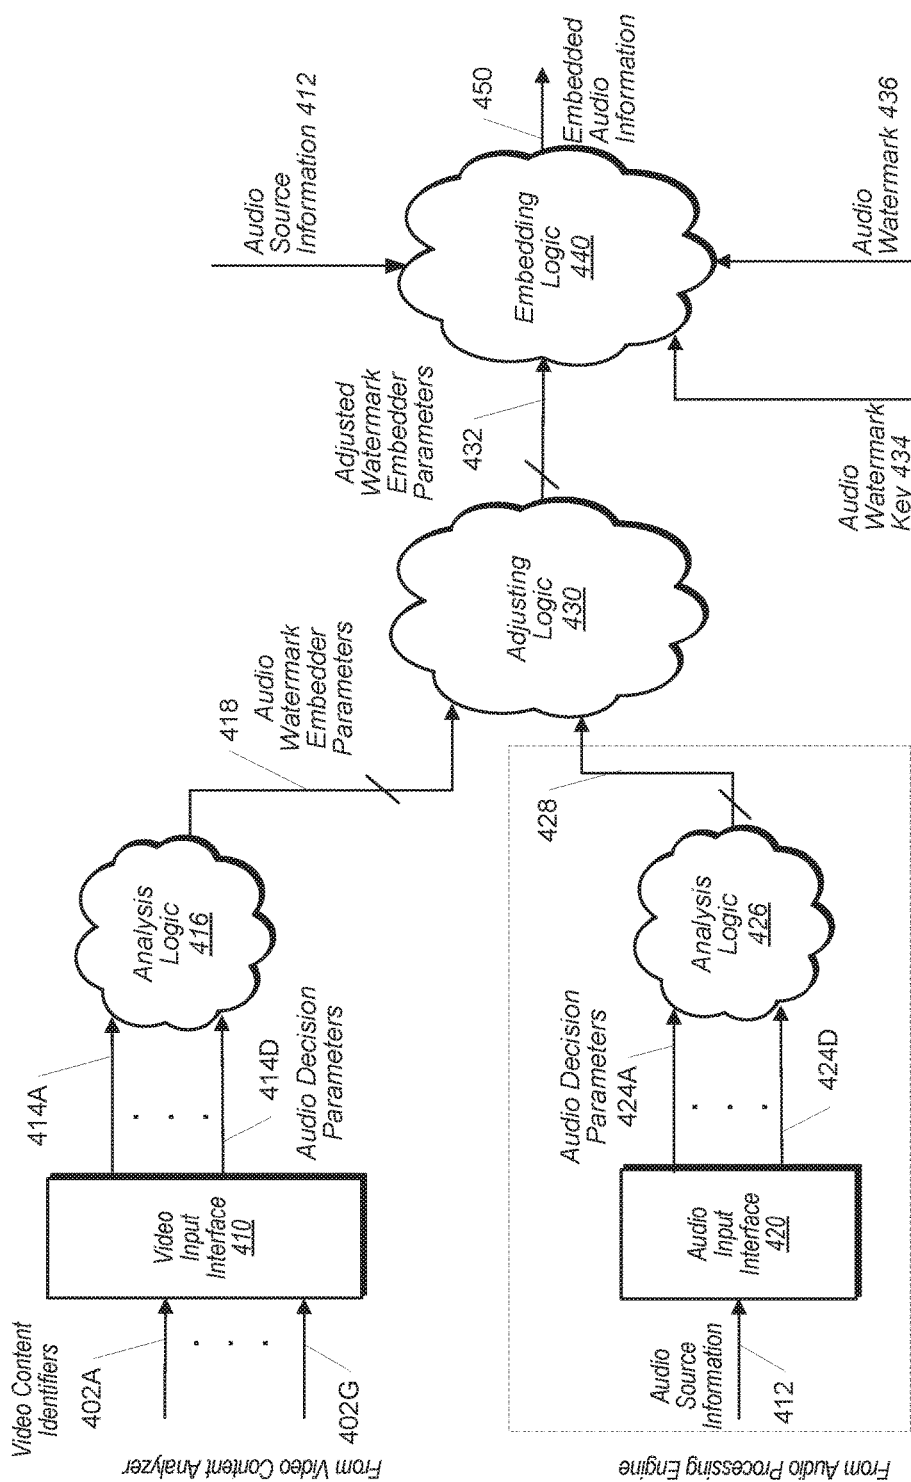 Video Content
Identifiers
402A
402G
From Video Content Analyzer
Video
Input
Interface
410
414A
414D
Audio Decision
Parameters
Analysis
Logic
416
418
Audio
Watermark
Embedder
Parameters
Audio
Source
Information
412
From Audio Processing Engine
Audio
Input
Interface
420
Audio Decision
Parameters
424A
424D
Analysis
Logic
426
428
Adjusting
Logic
430
Adjusted
Watermark
Embedder
Parameters
432
Audio
Source
Information 412
Embedding
Logic
440
450
Embedded
Audio
Information
Audio
Watermark
Key 434
Audio
Watermark 436